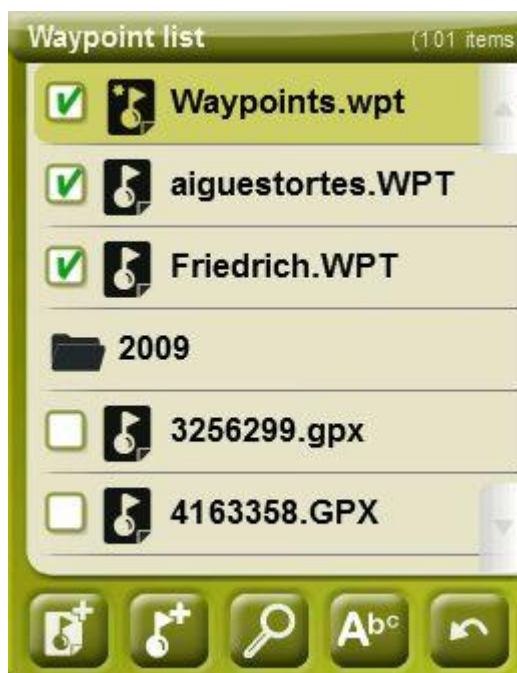 Waypoint list (101 items
Waypoints.wpt
aiguestortes.WPT
Friedrich.WPT
2009
3256299.gpx
4163358.GPX
Abc